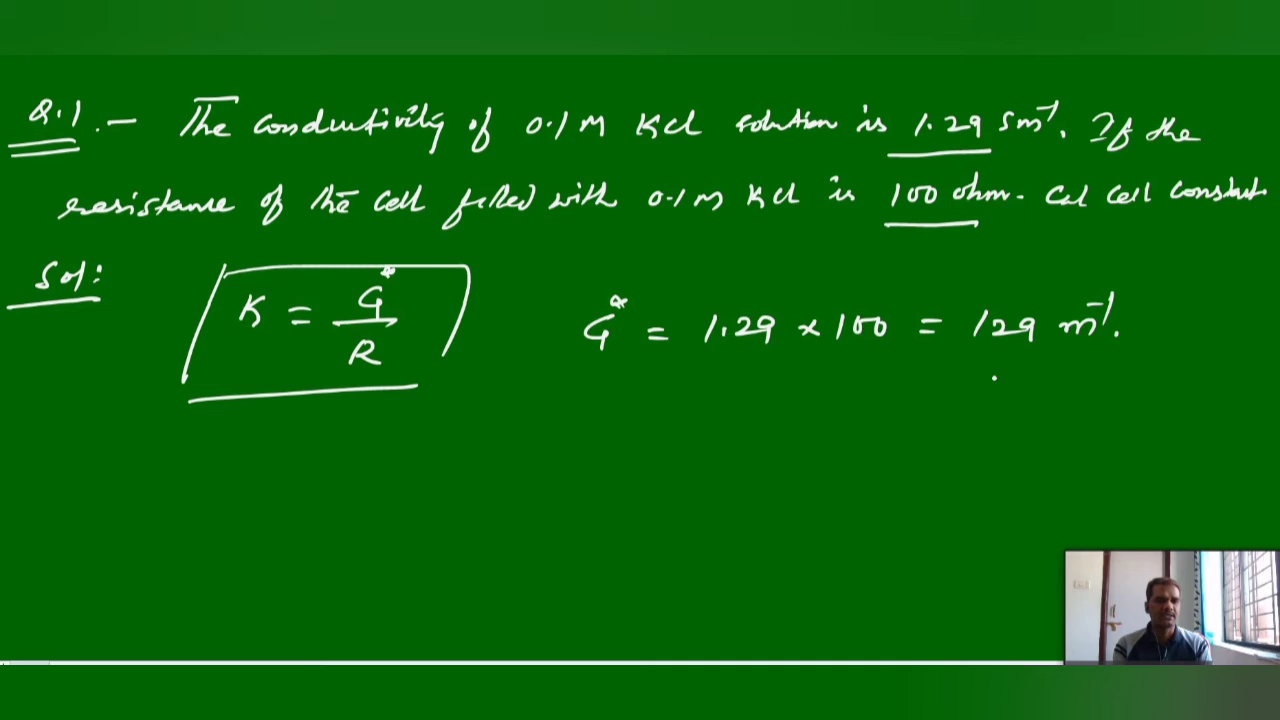 Q.1.- The conductivity of 0.1 M KCl solution is 1.29 Sm⁻¹. If the
resistance of the cell filled with 0.1 M KCl is 100 ohm. Cal cell constant
Sol:
K = G*/R
G* = 1.29 × 100 = 129 m⁻¹.